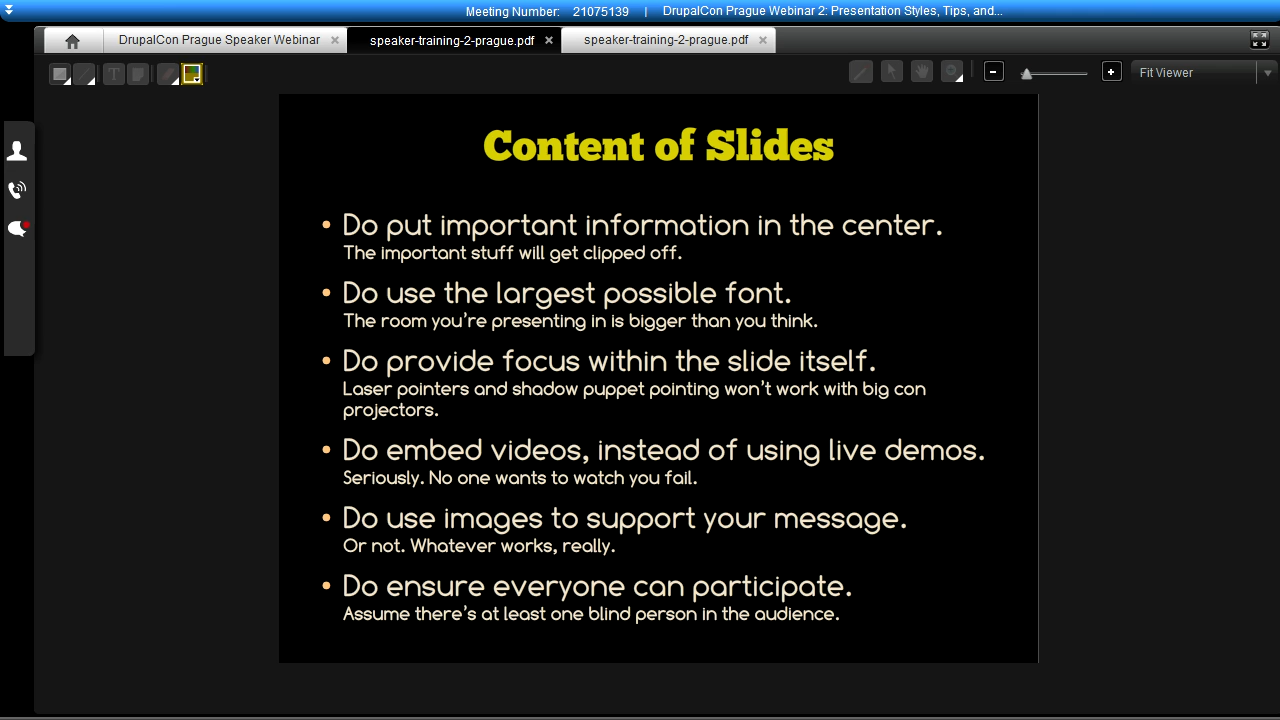 Meeting Number: 21075139 | DrupalCon Prague Webinar 2: Presentation Styles, Tips, and...
DrupalCon Prague Speaker Webinar × speaker-training-2-prague.pdf × speaker-training-2-prague.pdf ×
T Fit Viewer
Content of Slides
• Do put important information in the center.
The important stuff will get clipped off.
• Do use the largest possible font.
The room you're presenting in is bigger than you think.
• Do provide focus within the slide itself.
Laser pointers and shadow puppet pointing won't work with big con
projectors.
• Do embed videos, instead of using live demos.
Seriously. No one wants to watch you fail.
• Do use images to support your message.
Or not. Whatever works, really.
• Do ensure everyone can participate.
Assume there's at least one blind person in the audience.